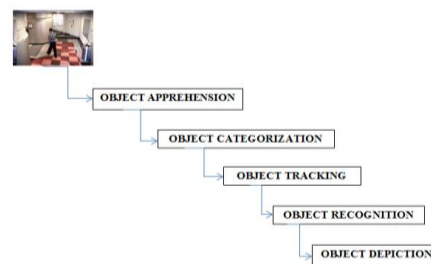 OBJECT APPREHENSION
OBJECT CATEGORIZATION
OBJECT TRACKING
OBJECT RECOGNITION
OBJECT DEPICTION